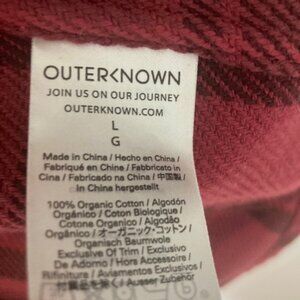 OUTERKNOWN
JOIN US ON OUR JOURNEY
OUTERKNOWN.COM
L
G
Made in China / Hecho en China /
Fabriqué en Chine / Fabbricato in
Cina / Fabricado na China / 中国製 /
In China hergestellt
100% Organic Cotton / Algodón
Orgánico / Coton Biologique /
Cotone Organico / Algodão
Orgânico / オーガニック・コットン /
Organisch Baumwolle
Exclusive Of Trim / Exclusivo
De Adorno / Hors Accessoire /
Rifiniture / Aviamentos Exclusivos
/ Ausser Zubehör